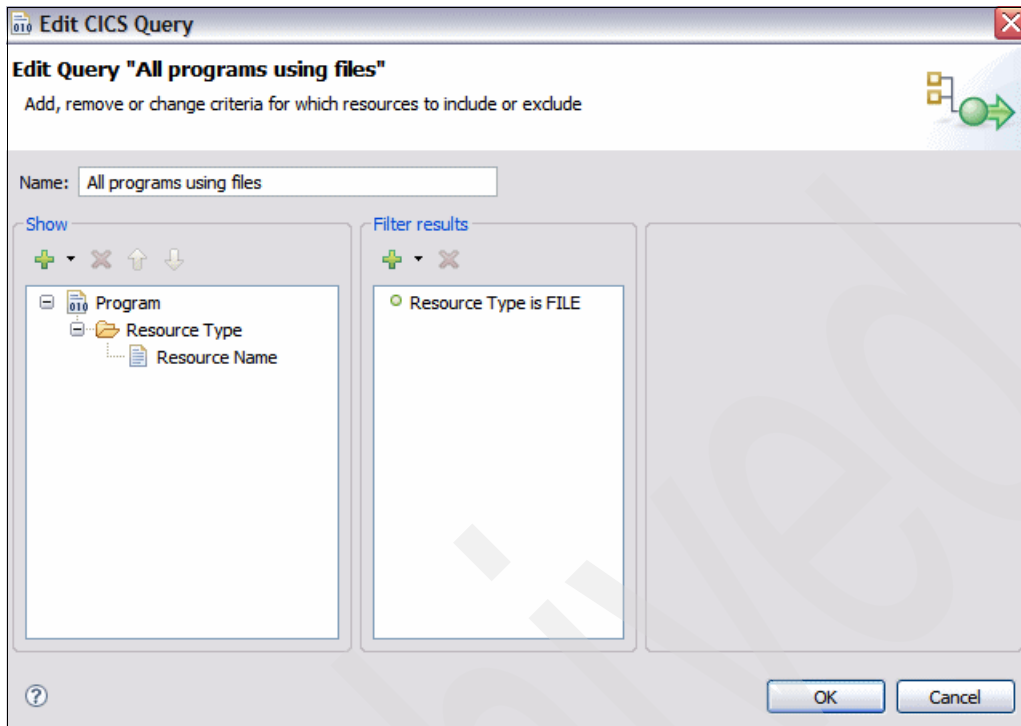 Edit CICS Query
Edit Query "All programs using files"
Add, remove or change criteria for which resources to include or exclude
Name: All programs using files
Show
Filter results
Program
Resource Type
Resource Name
Resource Type is FILE
OK
Cancel